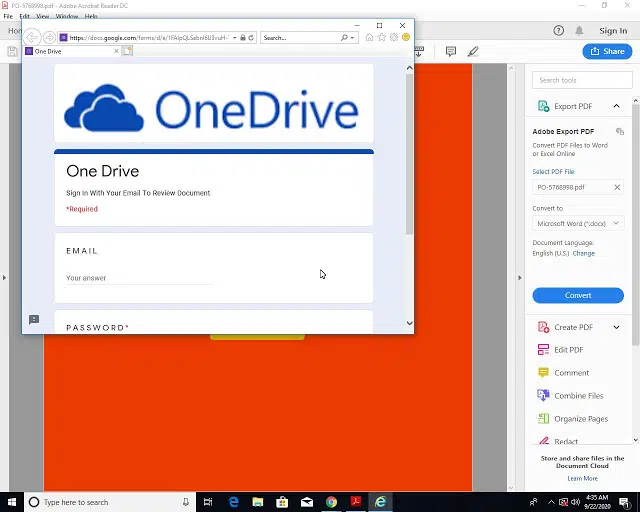 PO-5768998.pdf - Adobe Acrobat Reader DC
File Edit View Window Help
Hom
Sign In
Share
https://docs.google.com/forms/d/e/1FAIpQLSebnI6U3vuH-
Search...
One Drive
OneDrive
One Drive
Sign In With Your Email To Review Document
*Required
EMAIL
Your answer
PASSWORD*
Search tools
Export PDF
Adobe Export PDF
Convert PDF Files to Word
or Excel Online
Select PDF File
PO-5768998.pdf
Convert to
Microsoft Word (*.docx)
Document Language:
English (U.S.) Change
Convert
Create PDF
Edit PDF
Comment
Combine Files
Organize Pages
Redact
Store and share files in the
Document Cloud
Learn More
Type here to search
4:35 AM
9/22/2020